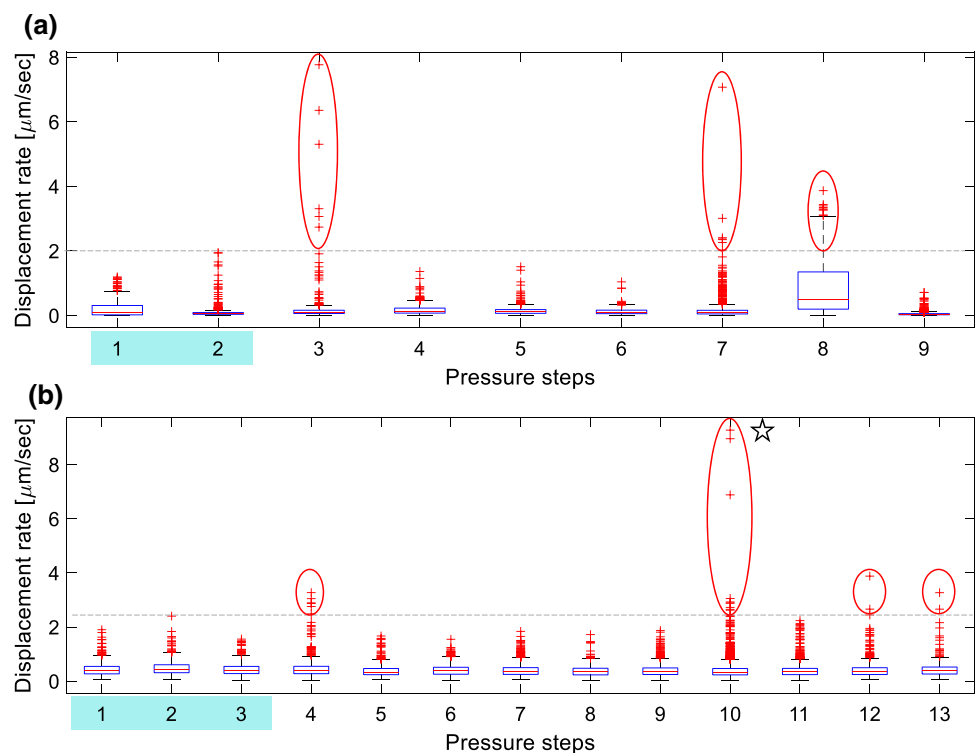 (a)
Displacement rate [μm/sec]
8
6
4
2
0
1 2 3 4 5 6 7 8 9
Pressure steps
(b)
Displacement rate [μm/sec]
8
6
4
2
0
1 2 3 4 5 6 7 8 9 10 11 12 13
Pressure steps